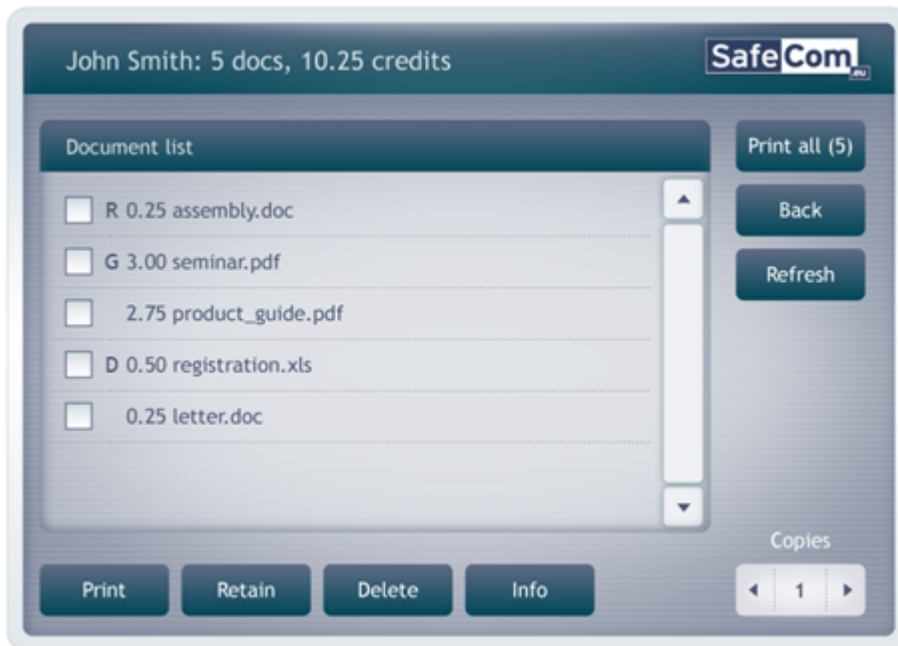 John Smith: 5 docs, 10.25 credits
SafeCom.eu
Document list
Print all (5)
R 0.25 assembly.doc
Back
G 3.00 seminar.pdf
Refresh
2.75 product_guide.pdf
D 0.50 registration.xls
0.25 letter.doc
Copies
Print
Retain
Delete
Info
1